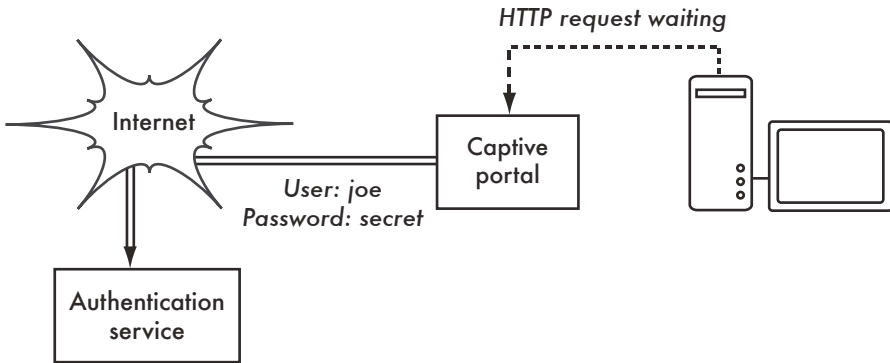 HTTP request waiting
Internet
Captive
portal
User: joe
Password: secret
Authentication
service